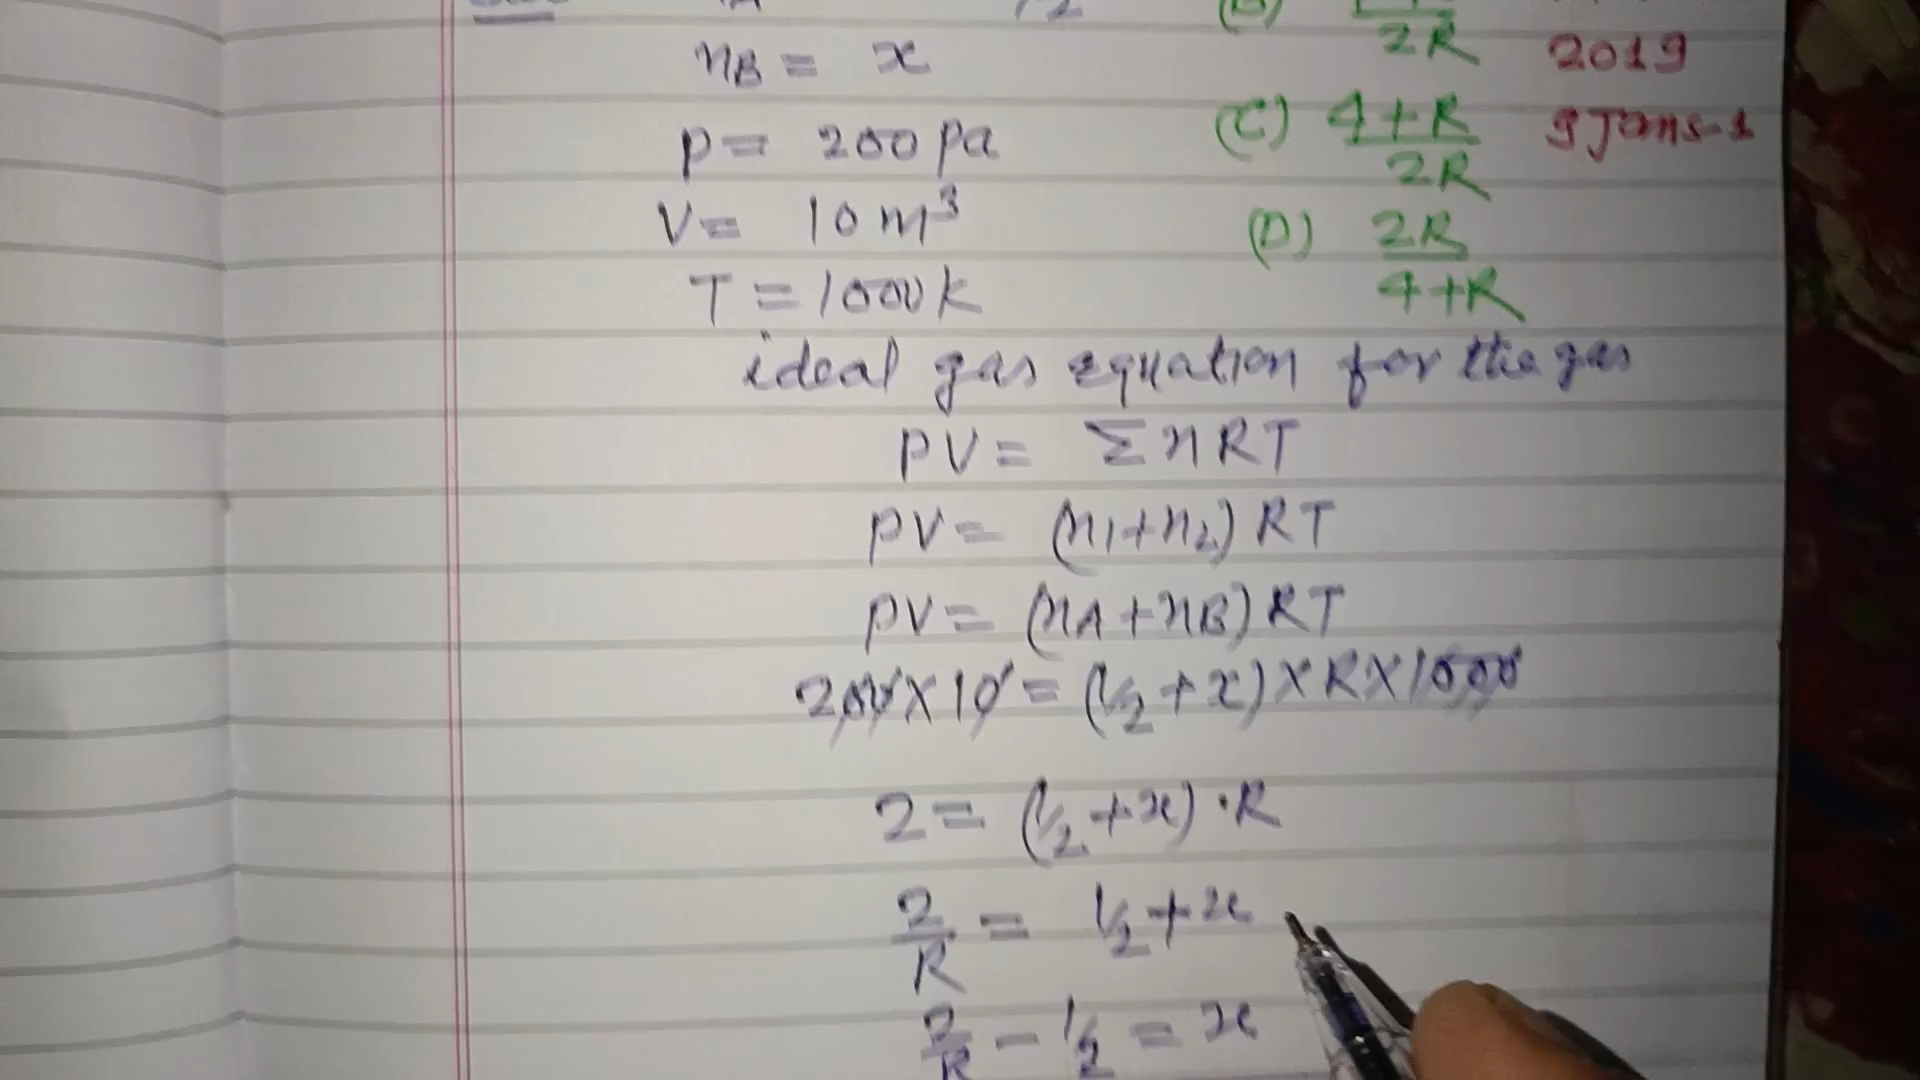 2R
nB = x
2019
P = 200 Pa
(C) 4+R / 2R
9 Jan S-1
V = 10 m³
(D) 2R / 4+R
T = 1000 K
ideal gas equation for the gas
PV = Σ n R T
PV = (n1+n2) RT
PV = (nA + nB) RT
200 × 10 = (1/2 + x) × R × 1000
2 = (1/2 + x) · R
2/R = 1/2 + x
2/R - 1/2 = x